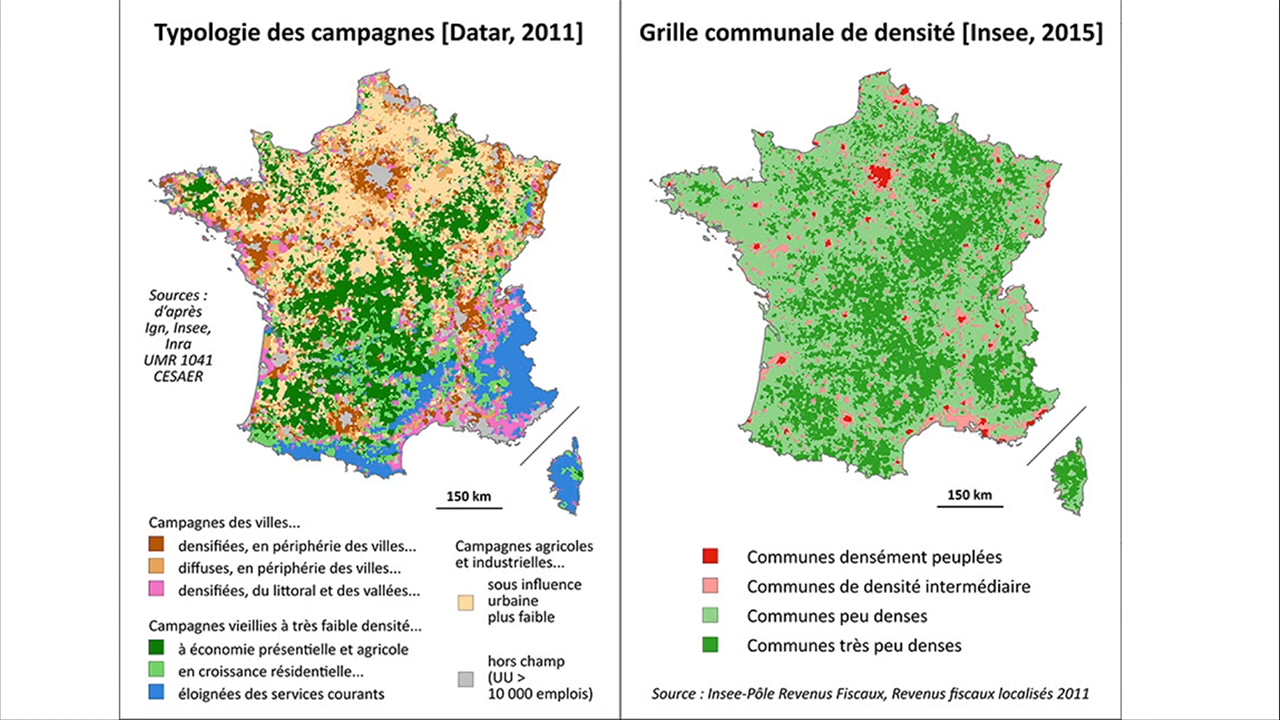 Typologie des campagnes [Datar, 2011]
Sources :
d'après
Ign, Insee,
Inra
UMR 1041
CESAER
150 km
Campagnes des villes...
densifiées, en périphérie des villes...
diffuses, en périphérie des villes...
densifiées, du littoral et des vallées...
Campagnes vieillies à très faible densité...
à économie présentielle et agricole
en croissance résidentielle...
éloignées des services courants
Campagnes agricoles
et industrielles...
sous influence
urbaine
plus faible
hors champ
(UU >
10 000 emplois)
Grille communale de densité [Insee, 2015]
150 km
Communes densément peuplées
Communes de densité intermédiaire
Communes peu denses
Communes très peu denses
Source : Insee-Pôle Revenus Fiscaux, Revenus fiscaux localisés 2011